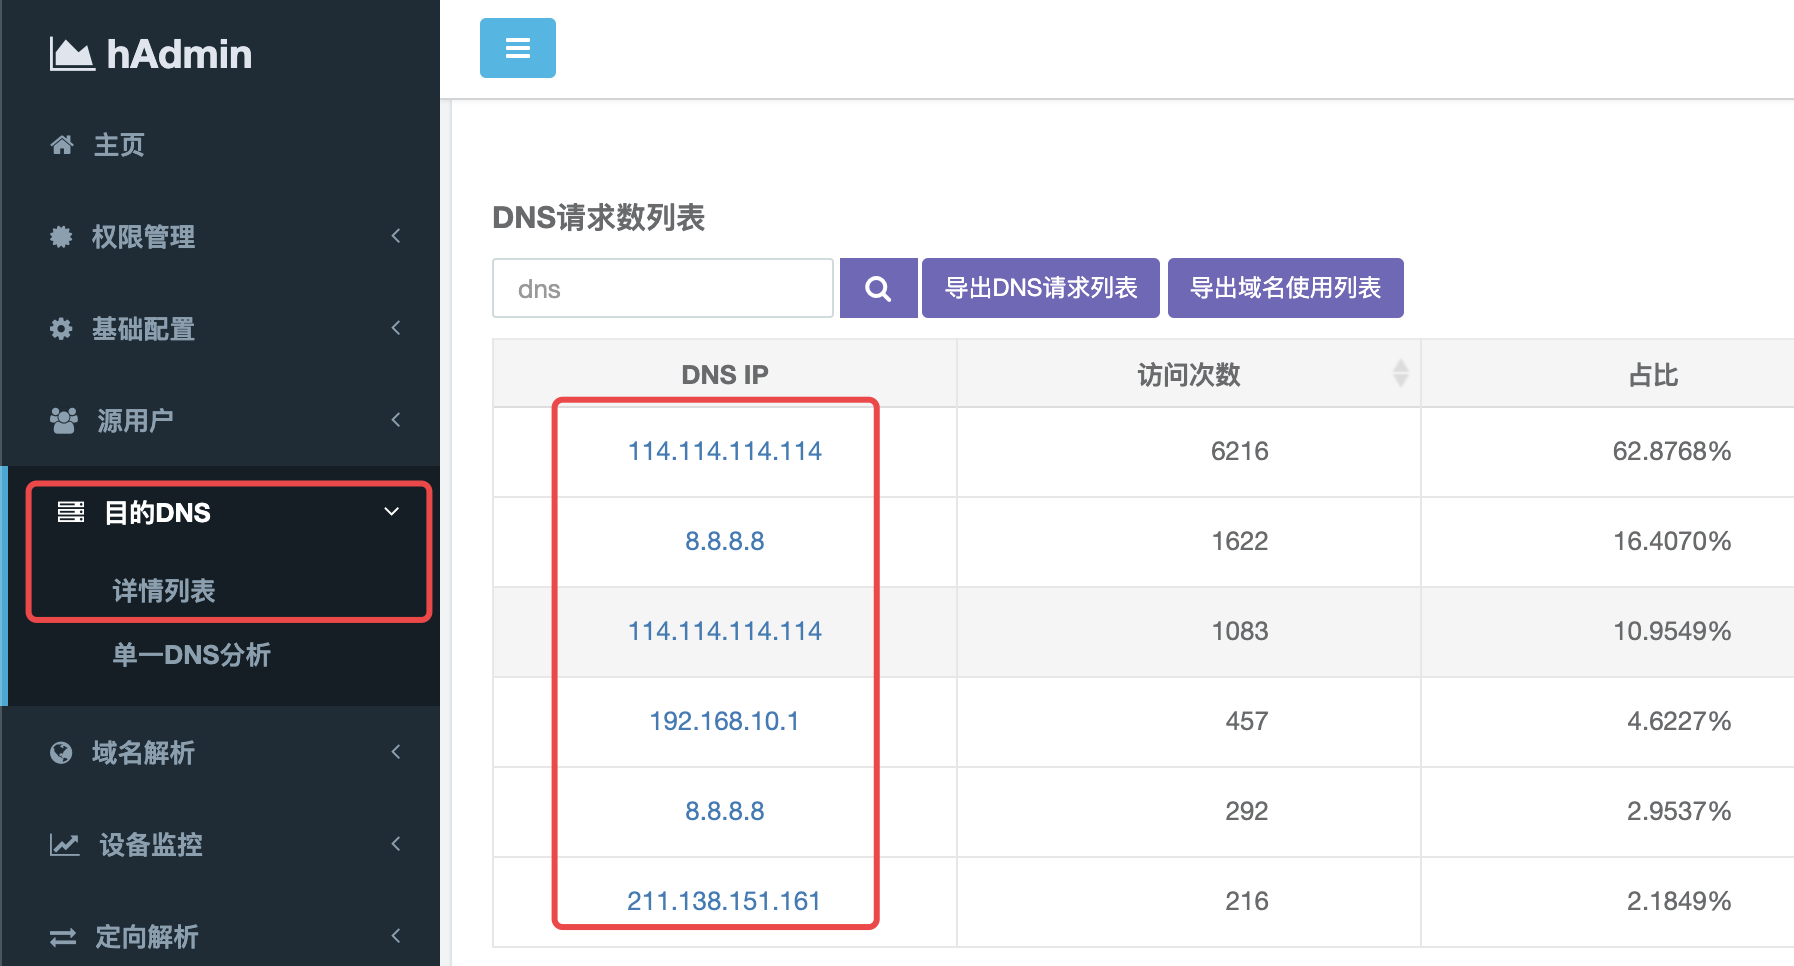 hAdmin
主页
权限管理
基础配置
源用户
目的DNS
详情列表
单一DNS分析
域名解析
设备监控
定向解析
DNS请求数列表
dns
导出DNS请求列表
导出域名使用列表
DNS IP 访问次数 占比
114.114.114.114 6216 62.8768%
8.8.8.8 1622 16.4070%
114.114.114.114 1083 10.9549%
192.168.10.1 457 4.6227%
8.8.8.8 292 2.9537%
211.138.151.161 216 2.1849%